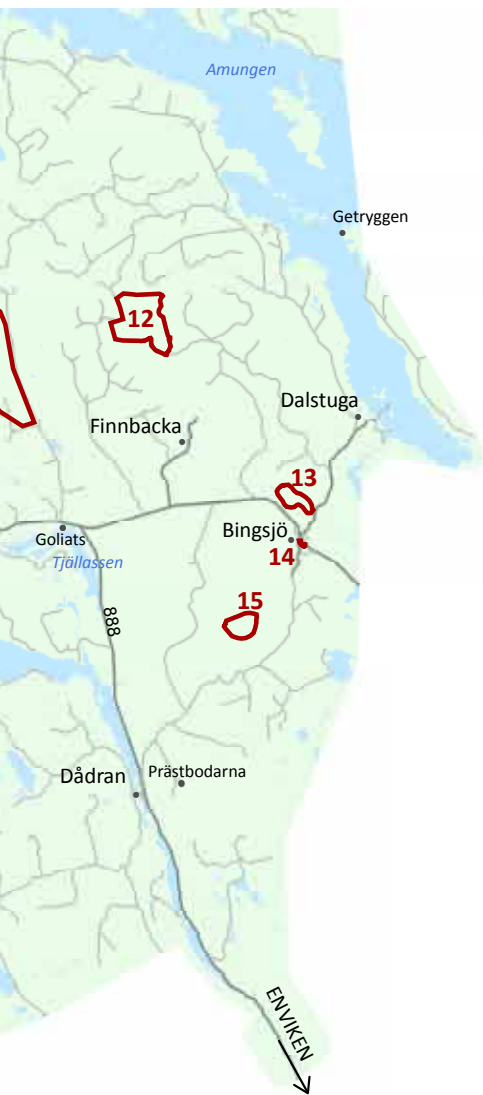 Amungen
Getryggen
12
Dalstuga
Finnbacka
13
Bingsjö
Goliats
14
Tjällassen
15
888
Dådran
Prästbodarna
ENVIKEN